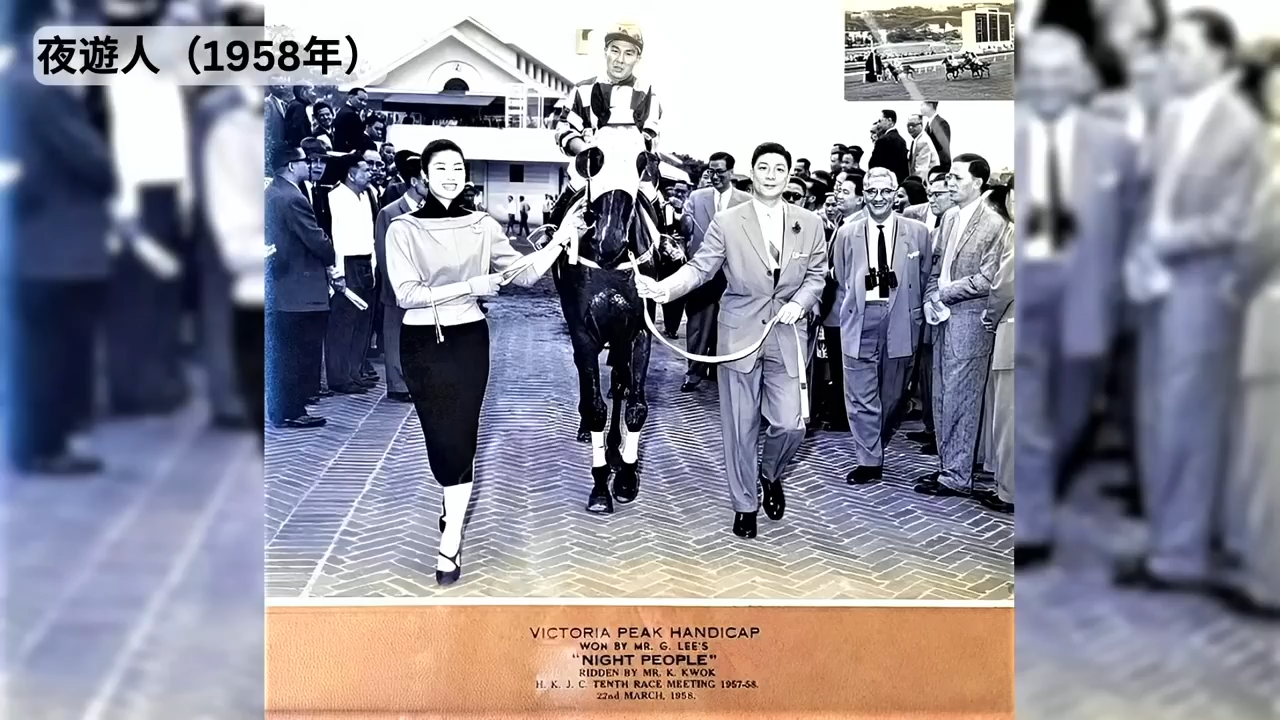 夜遊人（1958年）
VICTORIA PEAK HANDICAP
WON BY MR. G. LEE'S
"NIGHT PEOPLE"
RIDDEN BY MR. K. KWOK
H. K. J. C. TENTH RACE MEETING 1957-58.
22nd MARCH, 1958.